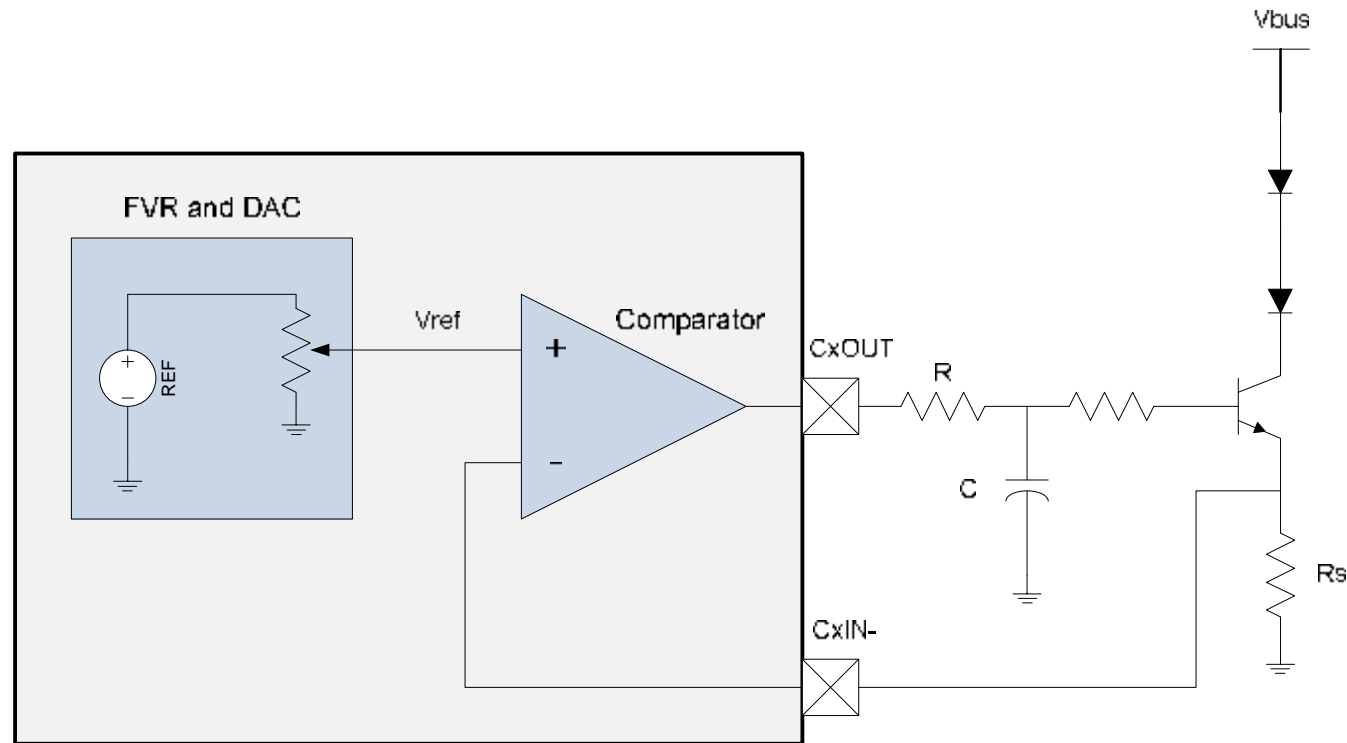 Vbus
FVR and DAC
Vref
Comparator
CxOUT
R
+
+
REF
-
-
C
Rs
CxIN-